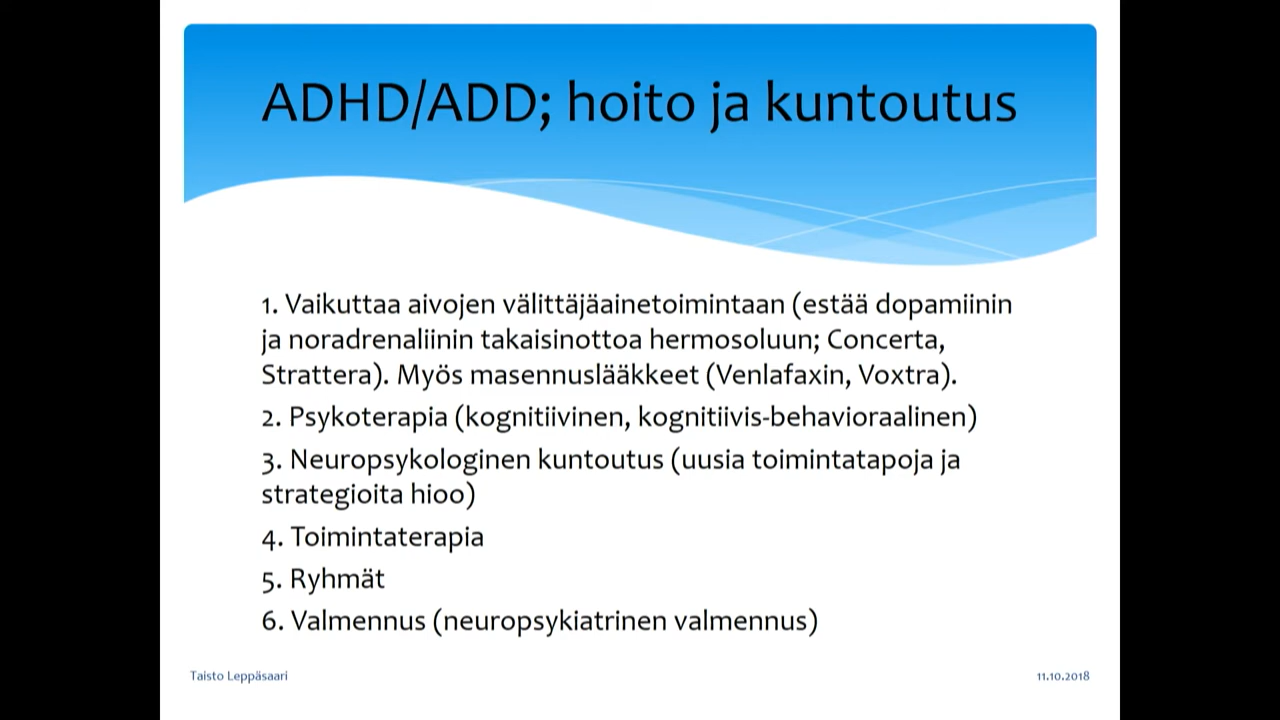 ADHD/ADD; hoito ja kuntoutus
1. Vaikuttaa aivojen välittäjäainetoimintaan (estää dopamiinin
ja noradrenaliinin takaisinottoa hermosoluun; Concerta,
Strattera). Myös masennuslääkkeet (Venlafaxin, Voxtra).
2. Psykoterapia (kognitiivinen, kognitiivis-behavioraalinen)
3. Neuropsykologinen kuntoutus (uusia toimintatapoja ja
strategioita hioo)
4. Toimintaterapia
5. Ryhmät
6. Valmennus (neuropsykiatrinen valmennus)
Taisto Leppäsaari
11.10.2018